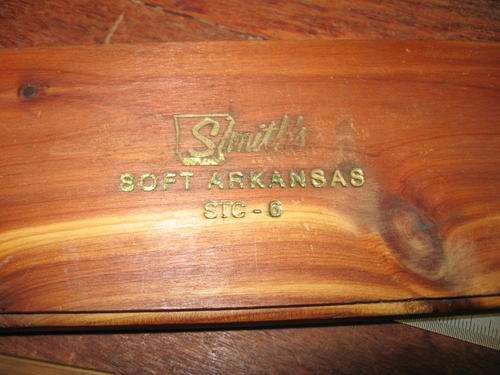 Smith's
SOFT ARKANSAS
STC - 6